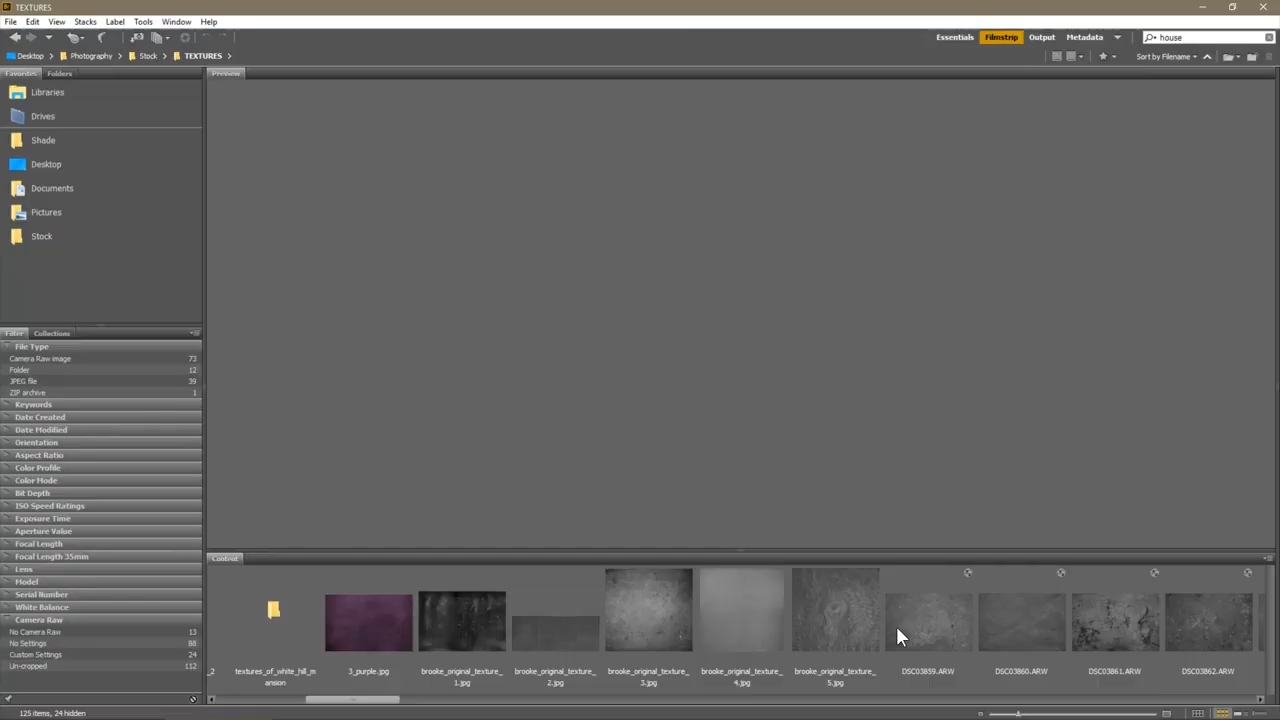 Br TEXTURES
File Edit View Stacks Label Tools Window Help
Essentials Filmstrip Output Metadata house
Desktop Photography Stock TEXTURES Sort by Filename
Favorites Folders Preview
Libraries
Drives
Shade
Desktop
Documents
Pictures
Stock
Filter Collections
File Type
Camera Raw image 73
Folder 12
JPEG file 39
ZIP archive 1
Keywords
Date Created
Date Modified
Orientation
Aspect Ratio
Color Profile
Color Mode
Bit Depth
ISO Speed Ratings
Exposure Time
Aperture Value
Focal Length
Focal Length 35mm
Lens
Model
Serial Number
White Balance
Camera Raw
No Camera Raw 13
No Settings 88
Custom Settings 24
Un-cropped 112
Content
_2 textures_of_white_hill_m 3_purple.jpg brooke_original_texture_ brooke_original_texture_ brooke_original_texture_ brooke_original_texture_ brooke_original_texture_ DSC03859.ARW DSC03860.ARW DSC03861.ARW DSC03862.ARW
ansion 1.jpg 2.jpg 3.jpg 4.jpg 5.jpg
125 items, 24 hidden